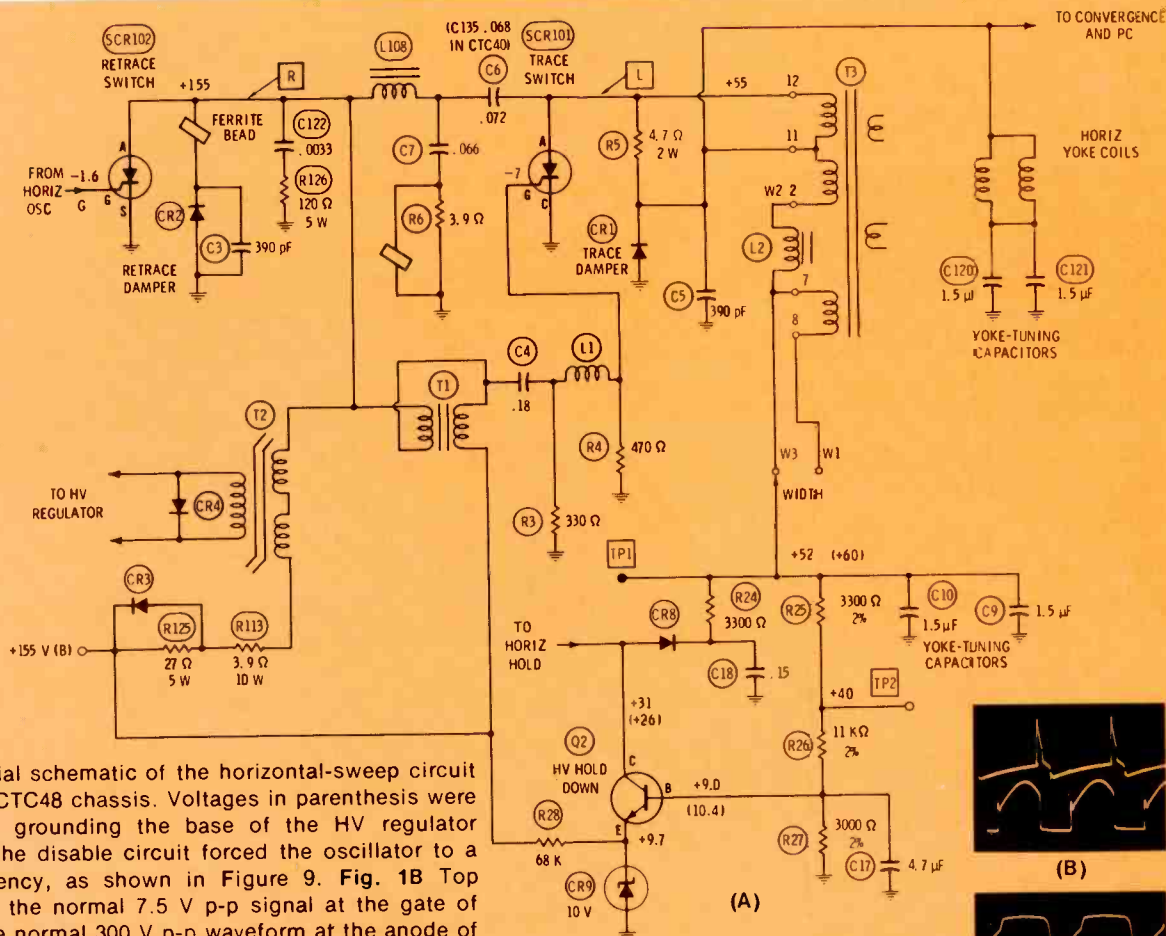 TO CONVERGENCE
AND PC
SCR102
RETRACE
SWITCH
+155
R
L108
(C135 .068
IN CTC40)
C6
.072
SCR101
TRACE
SWITCH
L
+55
12
T3
11
W2 2
L2
7
8
HORIZ
YOKE COILS
FERRITE
BEAD
C122
.0033
R126
120 Ω
5 W
A
FROM
HORIZ
OSC
-1.6
G
G
S
CR2
C3
390 pF
RETRACE
DAMPER
C7
.066
R6
3.9 Ω
A
-7
G
C
R5
4.7 Ω
2 W
CR1
TRACE
DAMPER
C5
390 pF
C120
1.5 µf
C121
1.5 µF
YOKE-TUNING
CAPACITORS
T1
C4
.18
L1
R4
470 Ω
R3
330 Ω
T2
TO HV
REGULATOR
CR4
CR3
+155 V (B)
R125
27 Ω
5 W
R113
3.9 Ω
10 W
W3
W1
WIDTH
+52 (+60)
TP1
TO
HORIZ
HOLD
CR8
R24
3300 Ω
C18
.15
R25
3300 Ω
2%
C10
1.5 µF
C9
1.5 µF
YOKE-TUNING
CAPACITORS
+40
TP2
R26
11 KΩ
2%
+31
(+26)
Q2
HV HOLD
DOWN
C
B
E
+9.0
(10.4)
+9.7
R28
68 K
CR9
10 V
R27
3000 Ω
2%
C17
4.7 µF
(A)
(B)
ial schematic of the horizontal-sweep circuit
CTC48 chassis. Voltages in parenthesis were
grounding the base of the HV regulator
he disable circuit forced the oscillator to a
ency, as shown in Figure 9. Fig. 1B Top
the normal 7.5 V p-p signal at the gate of
e normal 300 V p-p waveform at the anode of